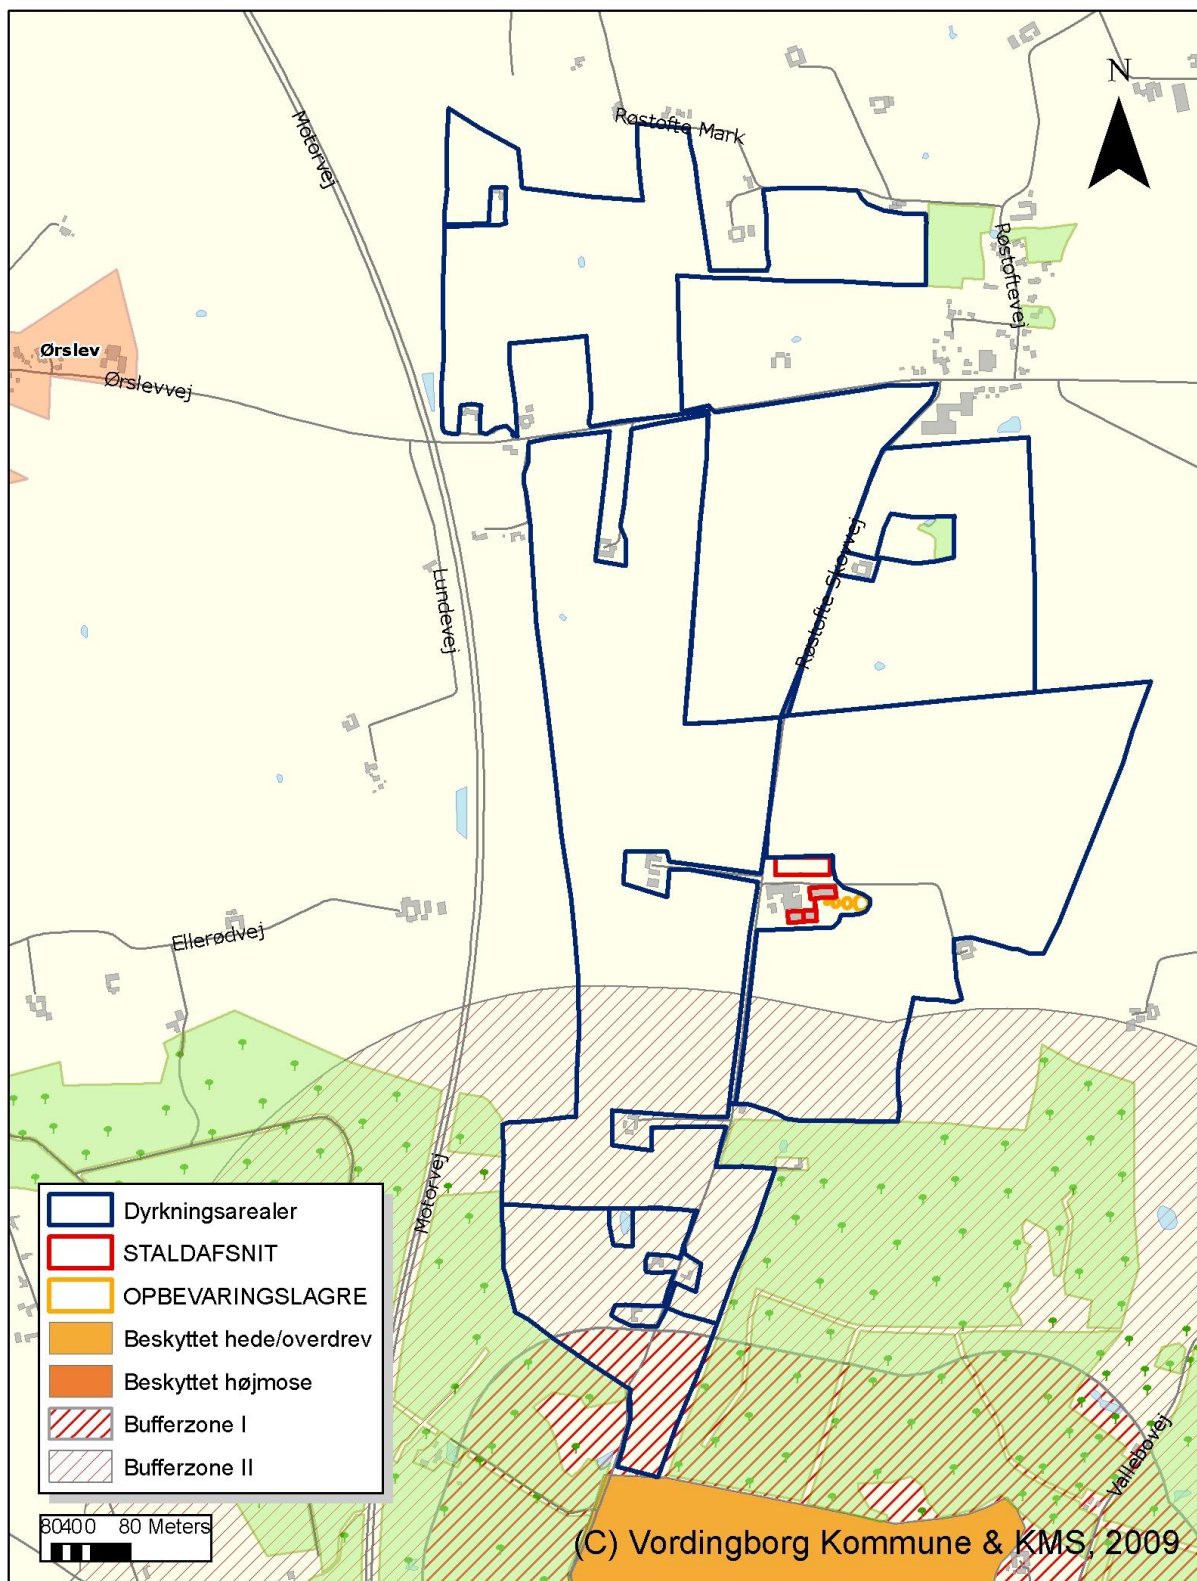 N
Motorvej
Røstofte Mark
Røstoftevej
Ørslev
Ørslevvej
Røstofte Skovvej
Lundevej
Ellerødvej
Motorvej
Dyrkningsarealer
STALDAFSNIT
OPBEVARINGSLAGRE
Beskyttet hede/overdrev
Beskyttet højmose
Bufferzone I
Bufferzone II
Vallebovej
80400 80 Meters
(C) Vordingborg Kommune & KMS, 2009